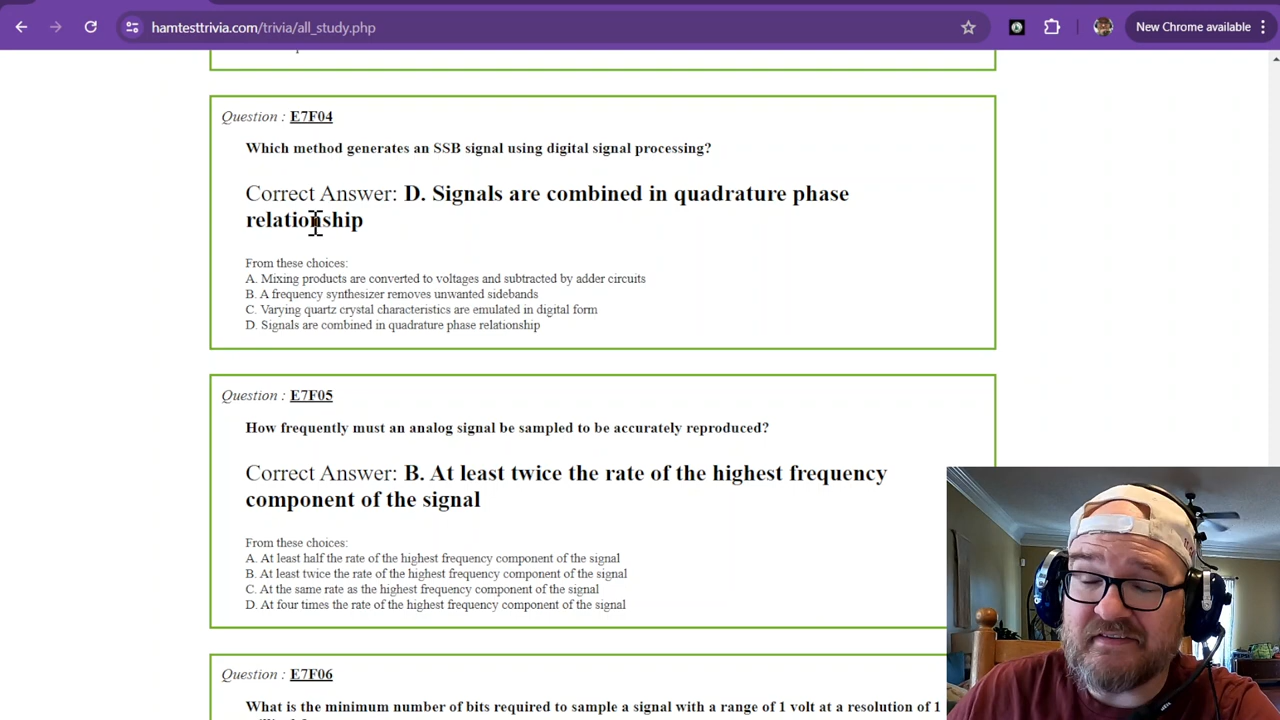 hamtesttrivia.com/trivia/all_study.php
New Chrome available
Question : E7F04
Which method generates an SSB signal using digital signal processing?
Correct Answer: D. Signals are combined in quadrature phase
relationship
From these choices:
A. Mixing products are converted to voltages and subtracted by adder circuits
B. A frequency synthesizer removes unwanted sidebands
C. Varying quartz crystal characteristics are emulated in digital form
D. Signals are combined in quadrature phase relationship
Question : E7F05
How frequently must an analog signal be sampled to be accurately reproduced?
Correct Answer: B. At least twice the rate of the highest frequency
component of the signal
From these choices:
A. At least half the rate of the highest frequency component of the signal
B. At least twice the rate of the highest frequency component of the signal
C. At the same rate as the highest frequency component of the signal
D. At four times the rate of the highest frequency component of the signal
Question : E7F06
What is the minimum number of bits required to sample a signal with a range of 1 volt at a resolution of 1